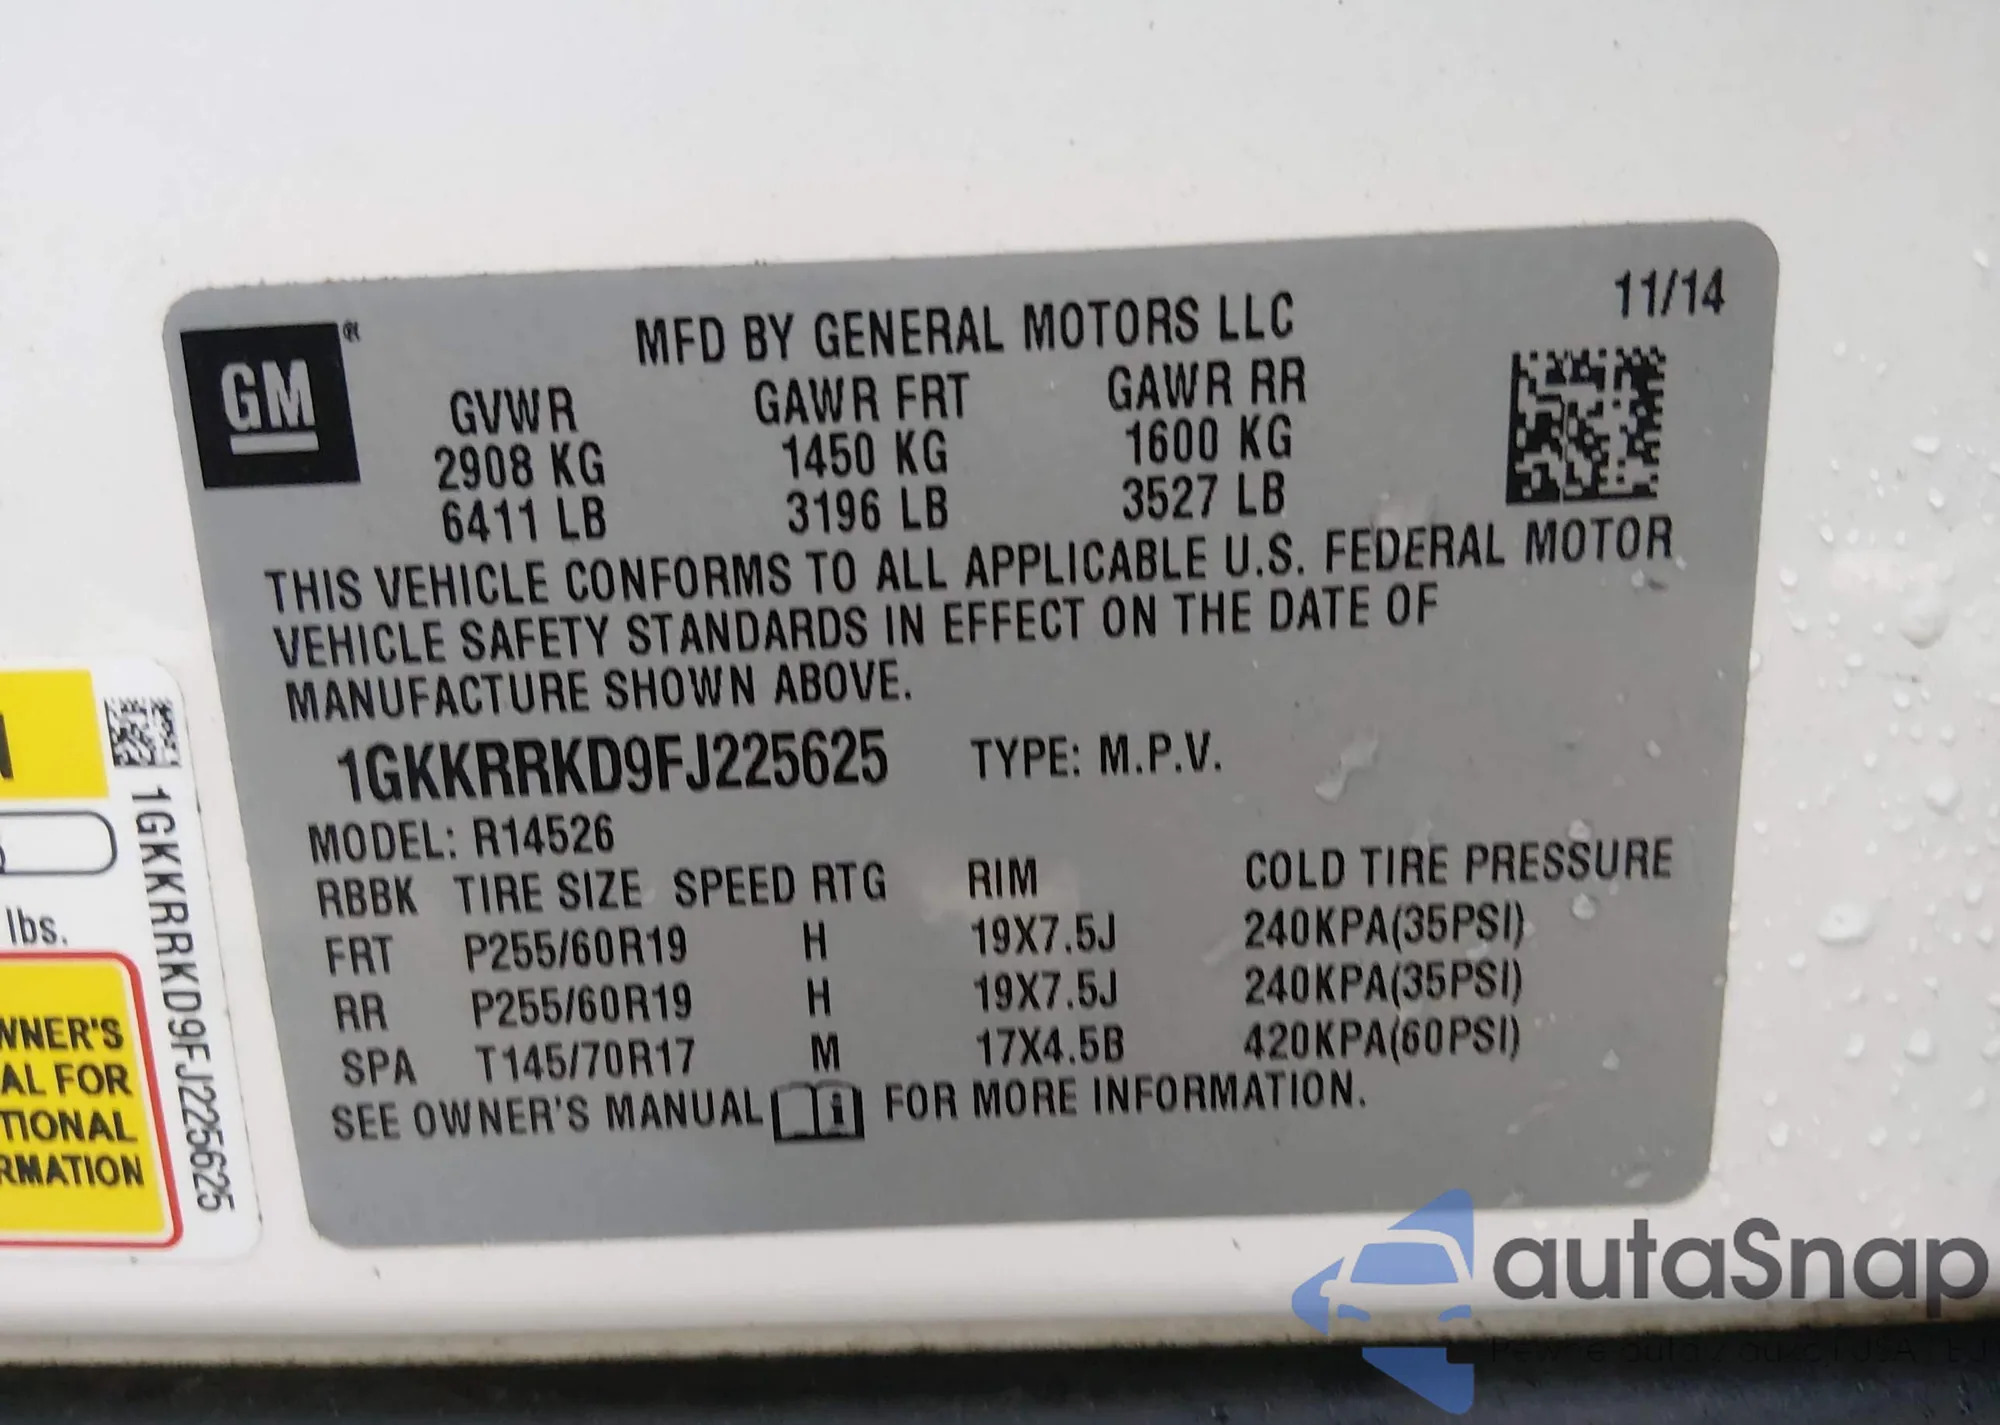 11/14
GM
®
MFD BY GENERAL MOTORS LLC
GVWR GAWR FRT GAWR RR
2908 KG 1450 KG 1600 KG
6411 LB 3196 LB 3527 LB
THIS VEHICLE CONFORMS TO ALL APPLICABLE U.S. FEDERAL MOTOR
VEHICLE SAFETY STANDARDS IN EFFECT ON THE DATE OF
MANUFACTURE SHOWN ABOVE.
1GKKRRKD9FJ225625 TYPE: M.P.V.
MODEL: R14526
RBBK TIRE SIZE SPEED RTG RIM COLD TIRE PRESSURE
FRT P255/60R19 H 19X7.5J 240KPA(35PSI)
RR P255/60R19 H 19X7.5J 240KPA(35PSI)
SPA T145/70R17 M 17X4.5B 420KPA(60PSI)
SEE OWNER'S MANUAL i FOR MORE INFORMATION.
1GKKRRKD9FJ225625
lbs.
WNER'S
AL FOR
TIONAL
RMATION
autaSnap